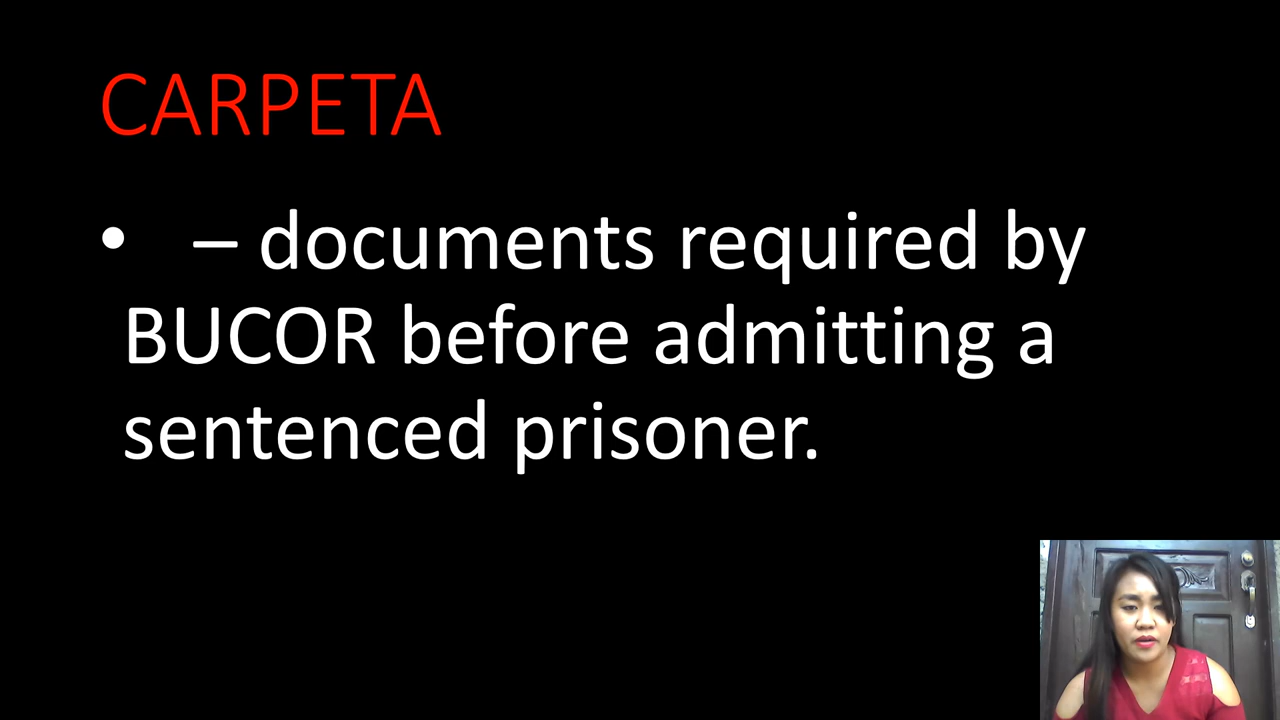 CARPETA
• – documents required by
BUCOR before admitting a
sentenced prisoner.